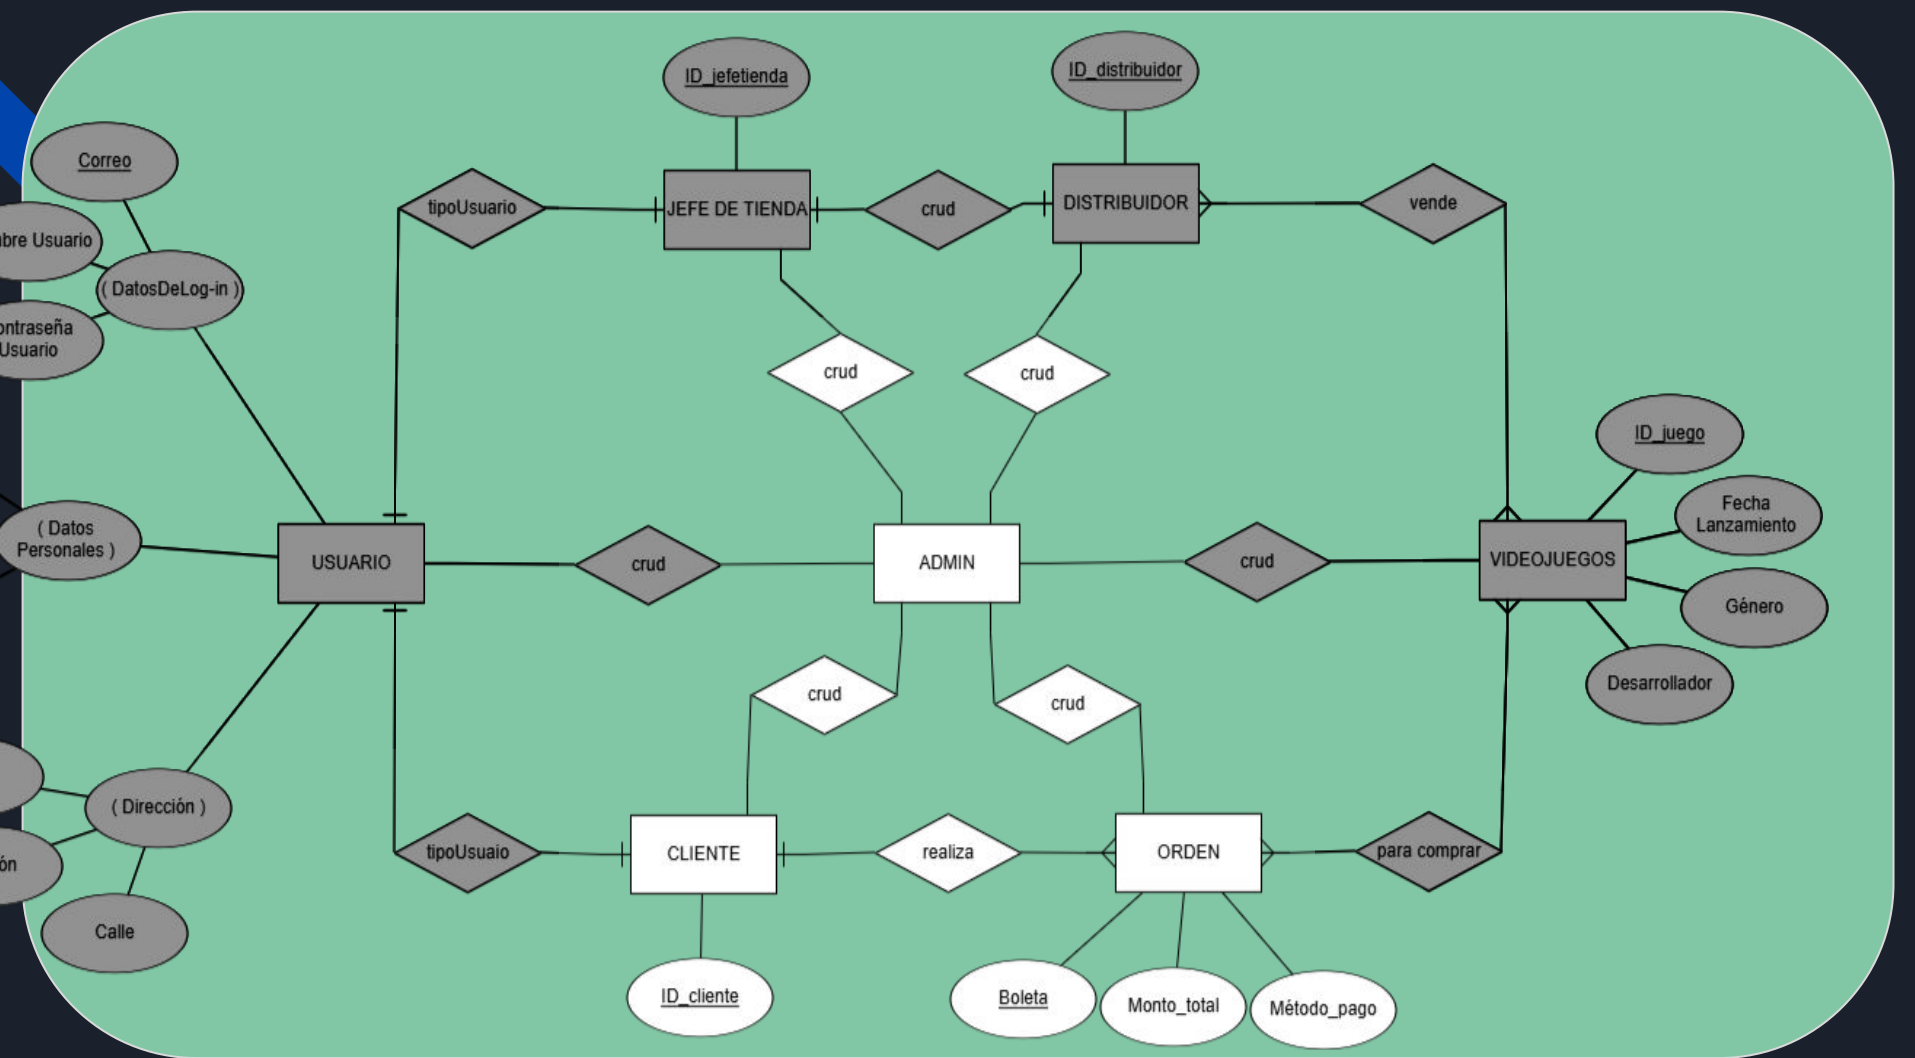 ID_jefetienda
ID_distribuidor
Correo
tipoUsuario
JEFE DE TIENDA
crud
DISTRIBUIDOR
vende
Usuario
( DatosDeLog-in )
Usuario
crud
crud
ID_juego
Fecha
Lanzamiento
( Datos
Personales )
USUARIO
crud
ADMIN
crud
VIDEOJUEGOS
Género
Desarrollador
crud
crud
( Dirección )
tipoUsuaio
CLIENTE
realiza
ORDEN
para comprar
Calle
ID_cliente
Boleta
Monto_total
Método_pago